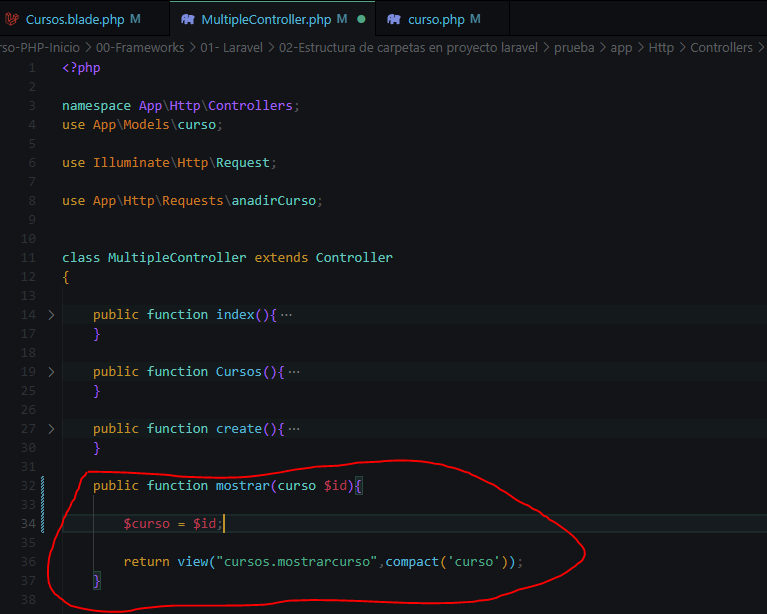 Cursos.blade.php M
MultipleController.php M
curso.php M
rso-PHP-Inicio > 00-Frameworks > 01- Laravel > 02-Estructura de carpetas en proyecto laravel > prueba > app > Http > Controllers >
1 <?php
2
3 namespace App\Http\Controllers;
4 use App\Models\curso;
5
6 use Illuminate\Http\Request;
7
8 use App\Http\Requests\anadirCurso;
9
10
11 class MultipleController extends Controller
12 {
13
14 > public function index(){ ⋯
17 }
18
19 > public function Cursos(){ ⋯
25 }
26
27 > public function create(){ ⋯
30 }
31
32 public function mostrar(curso $id){
33
34 $curso = $id;
35
36 return view("cursos.mostrarcurso",compact('curso'));
37 }
38